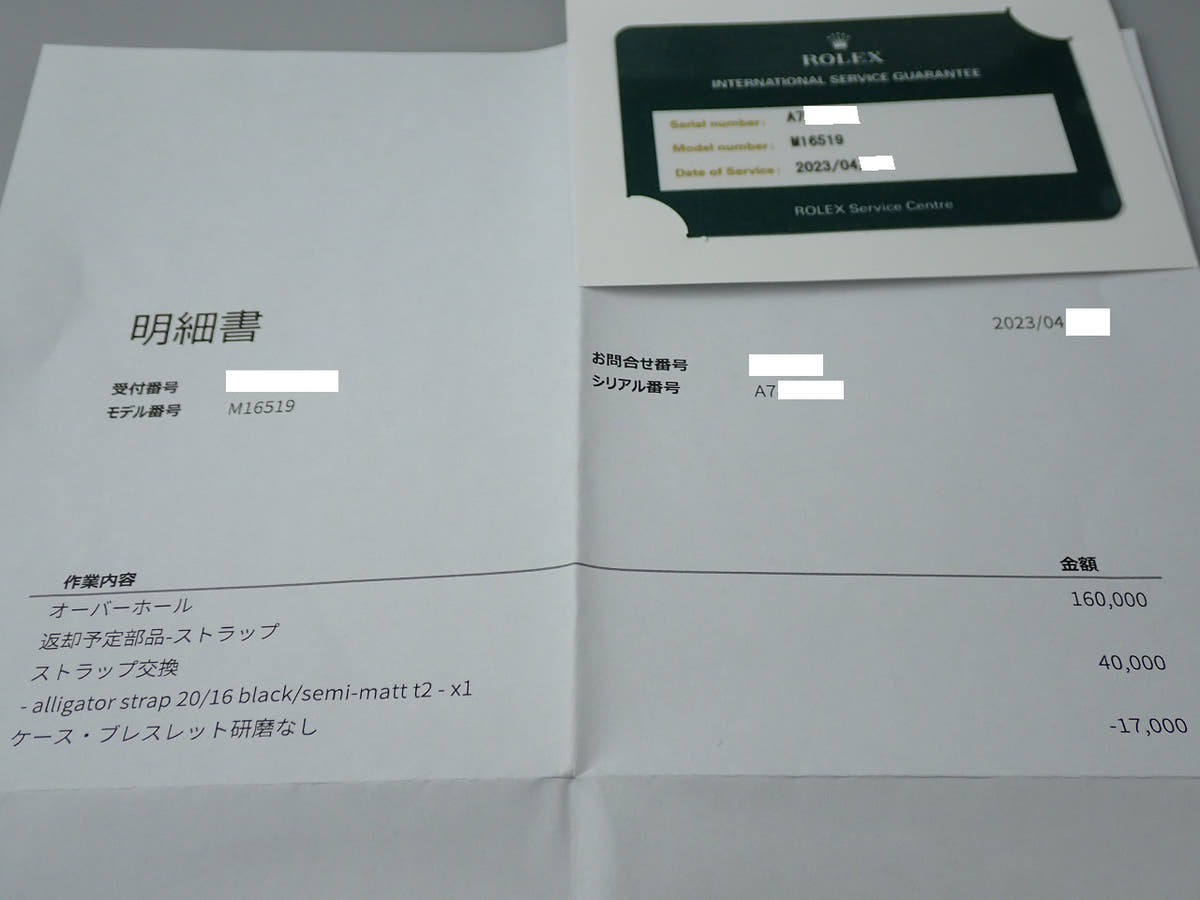 ROLEX
INTERNATIONAL SERVICE GUARANTEE
Serial number: A7
Model number: M16519
Date of Service: 2023/04
ROLEX Service Centre
明細書
2023/04
受付番号
モデル番号 M16519
お問合せ番号
シリアル番号 A7
作業内容 金額
オーバーホール 160,000
返却予定部品-ストラップ
ストラップ交換 40,000
- alligator strap 20/16 black/semi-matt t2 - x1
ケース・ブレスレット研磨なし -17,000